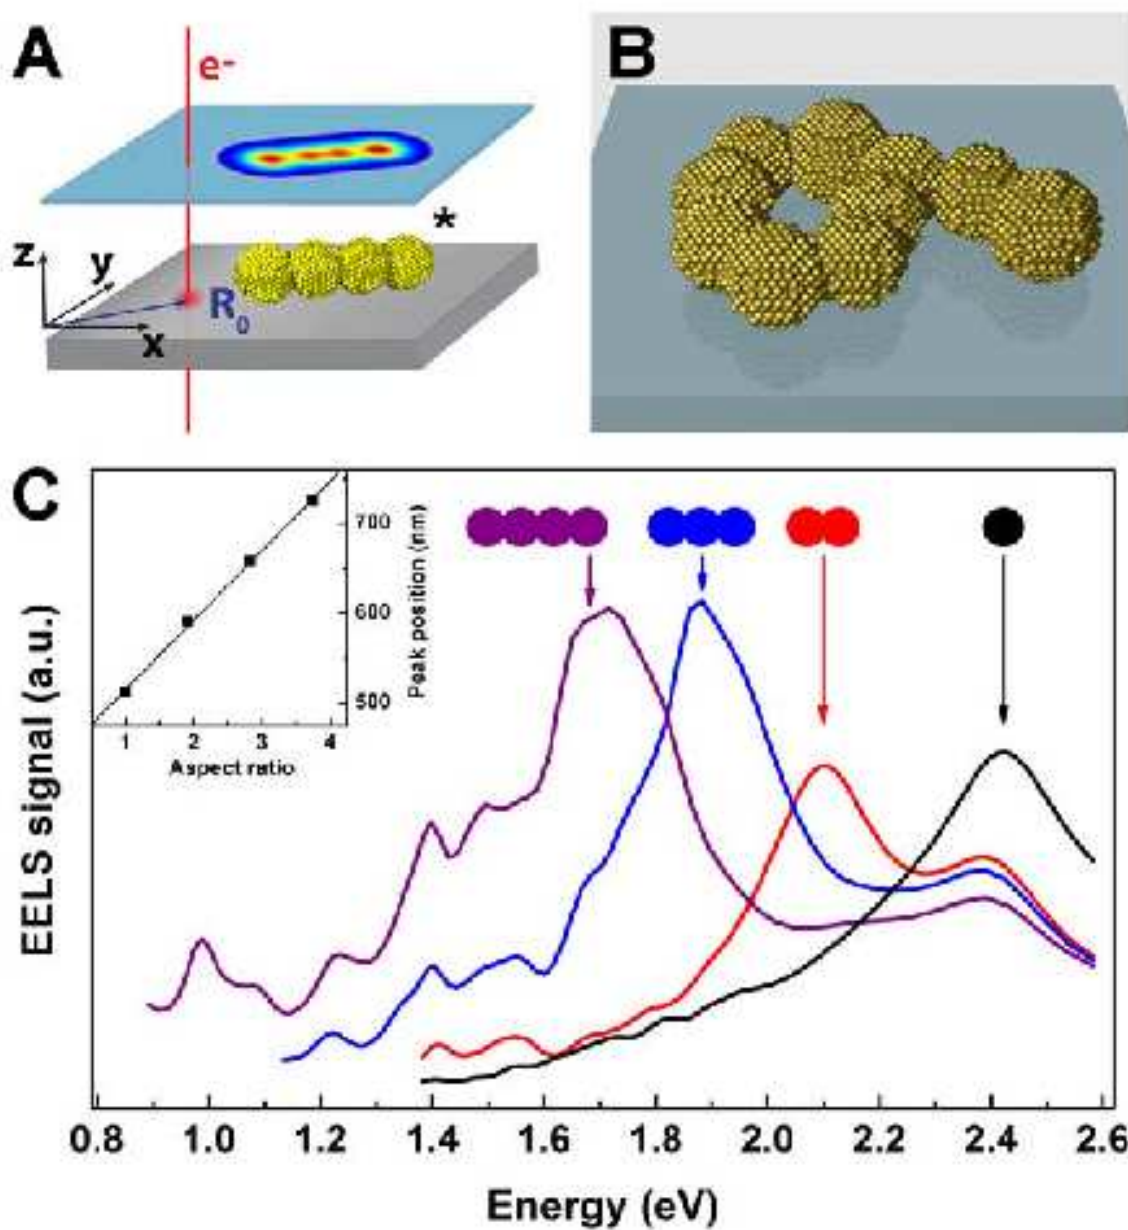 A
e-
*
z
y
R0
x
B
C
EELS signal (a.u.)
700
600
500
Peak position (nm)
1 2 3 4
Aspect ratio
0.8 1.0 1.2 1.4 1.6 1.8 2.0 2.2 2.4 2.6
Energy (eV)